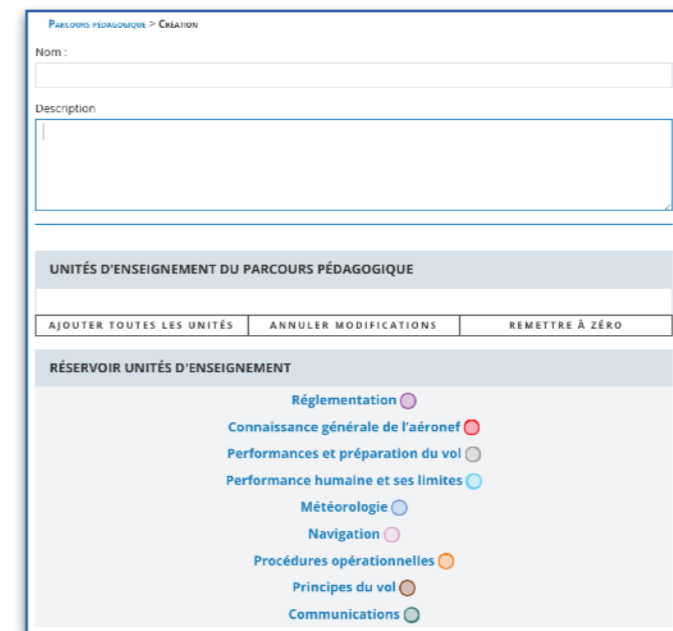 Parcours pédagogique > Création
Nom :
Description
UNITÉS D'ENSEIGNEMENT DU PARCOURS PÉDAGOGIQUE
AJOUTER TOUTES LES UNITÉS ANNULER MODIFICATIONS REMETTRE À ZÉRO
RÉSERVOIR UNITÉS D'ENSEIGNEMENT
Réglementation
Connaissance générale de l'aéronef
Performances et préparation du vol
Performance humaine et ses limites
Météorologie
Navigation
Procédures opérationnelles
Principes du vol
Communications